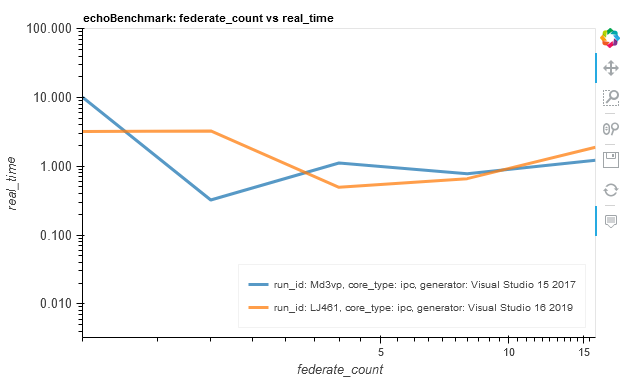 echoBenchmark: federate_count vs real_time
100.000
10.000
1.000
0.100
0.010
real_time
run_id: Md3vp, core_type: ipc, generator: Visual Studio 15 2017
run_id: LJ461, core_type: ipc, generator: Visual Studio 16 2019
5
10
15
federate_count